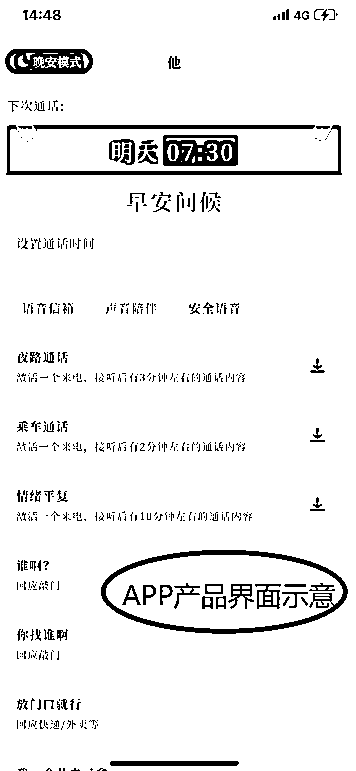 14:48 4G
晚安模式 他
下次通话：
明天 07:30
早安问候
设置通话时间
语音信箱 声音陪伴 安全语音
夜路通话
激活一个来电，接听后有3分钟左右的通话内容
乘车通话
激活一个来电，接听后有2分钟左右的通话内容
情绪平复
激活一个来电，接听后有10分钟左右的通话内容
谁啊？
回应敲门
APP产品界面示意
你找谁啊
回应敲门
放门口就行
回应快递/外卖等